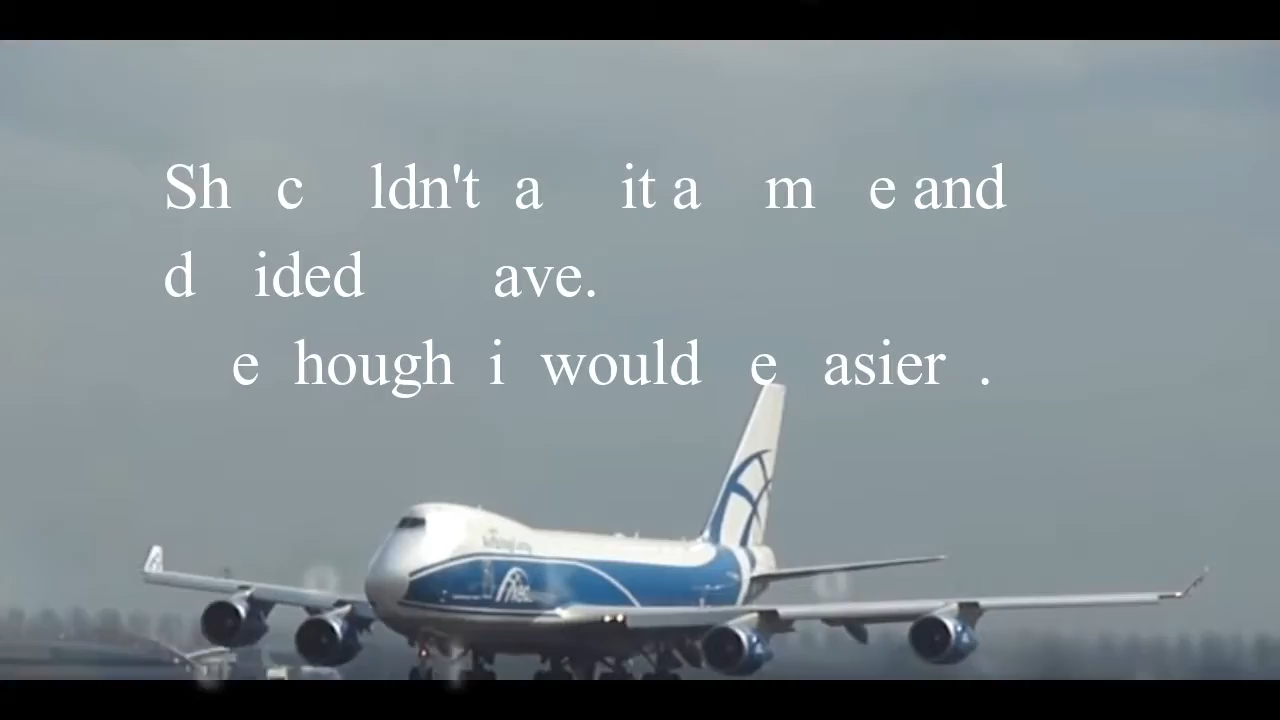 Sh c ldn't a it a m e and
d ided ave.
e hough i would e asier .